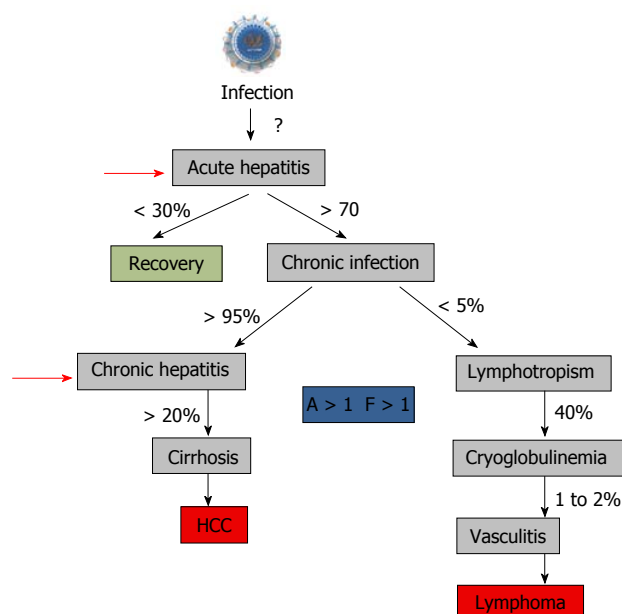 Infection
?
Acute hepatitis
< 30%
> 70
Recovery
Chronic infection
> 95%
< 5%
Chronic hepatitis
Lymphotropism
A > 1 F > 1
> 20%
40%
Cirrhosis
Cryoglobulinemia
1 to 2%
HCC
Vasculitis
Lymphoma